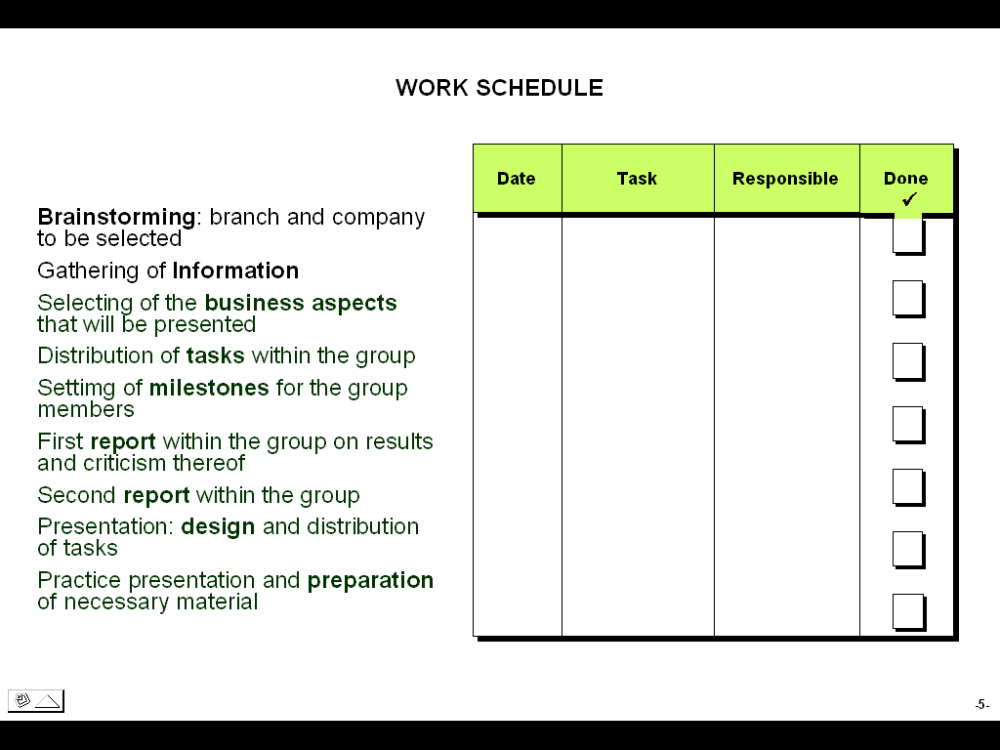 WORK SCHEDULE
Date Task Responsible Done
✓
Brainstorming: branch and company
to be selected
Gathering of Information
Selecting of the business aspects
that will be presented
Distribution of tasks within the group
Settimg of milestones for the group
members
First report within the group on results
and criticism thereof
Second report within the group
Presentation: design and distribution
of tasks
Practice presentation and preparation
of necessary material
-5-